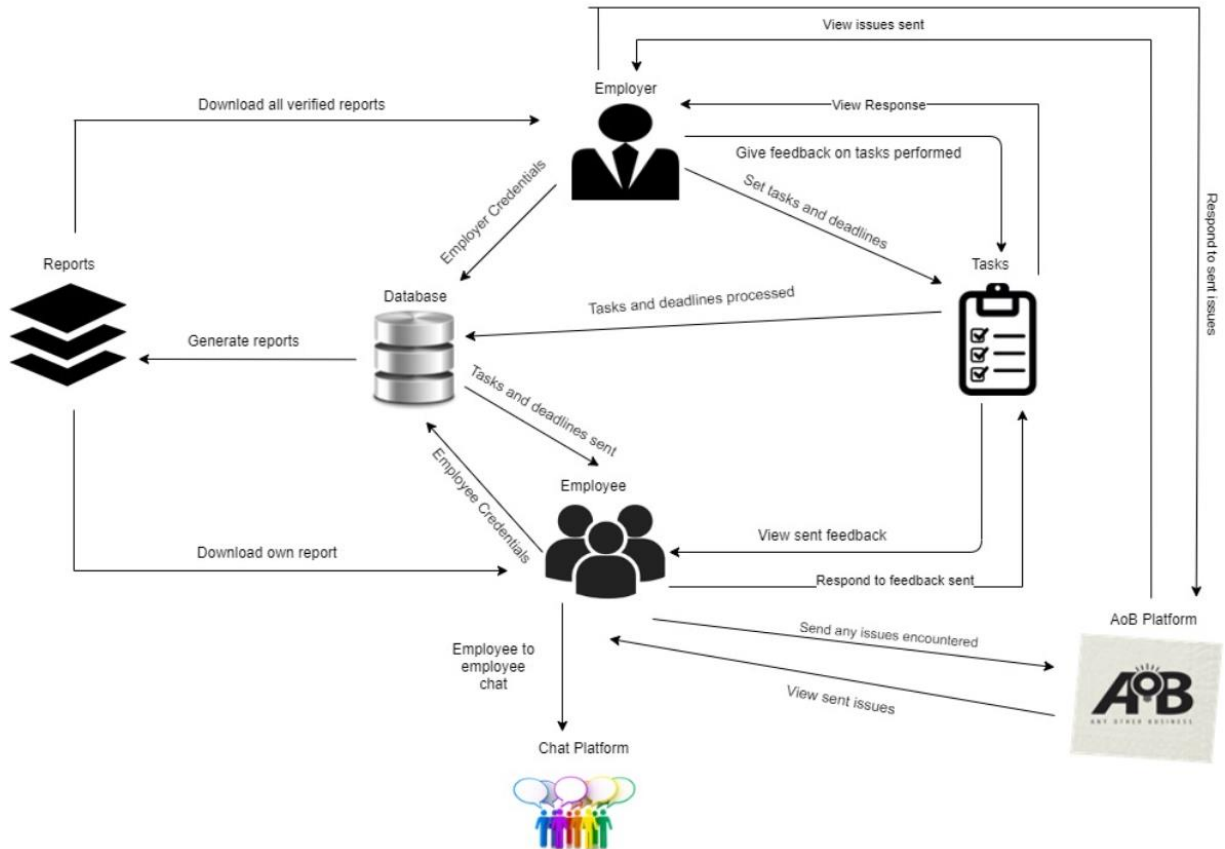 View issues sent
Employer
Download all verified reports
View Response
Give feedback on tasks performed
Employer Credentials
Set tasks and deadlines
Respond to sent issues
Reports
Database
Tasks
Tasks and deadlines processed
Generate reports
Tasks and deadlines sent
Employee Credentials
Employee
View sent feedback
Download own report
Respond to feedback sent
Send any issues encountered
AoB Platform
Employee to
employee
chat
View sent issues
AOB
ANY OTHER BUSINESS
Chat Platform